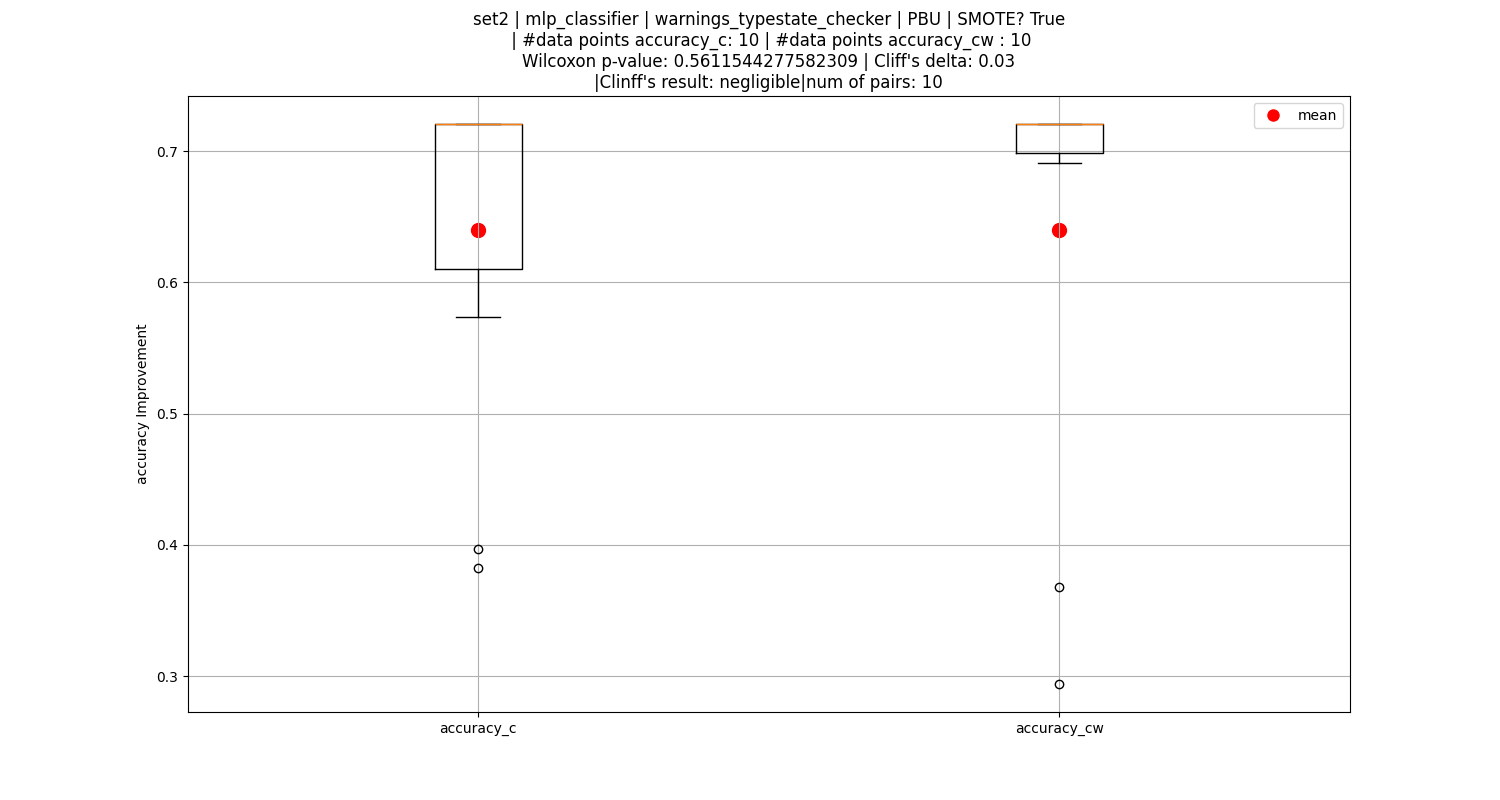 set2 | mlp_classifier | warnings_typestate_checker | PBU | SMOTE? True
| #data points accuracy_c: 10 | #data points accuracy_cw : 10
Wilcoxon p-value: 0.5611544277582309 | Cliff's delta: 0.03
|Clinff's result: negligible|num of pairs: 10
mean
0.7
0.6
0.5
0.4
0.3
accuracy Improvement
accuracy_c
accuracy_cw